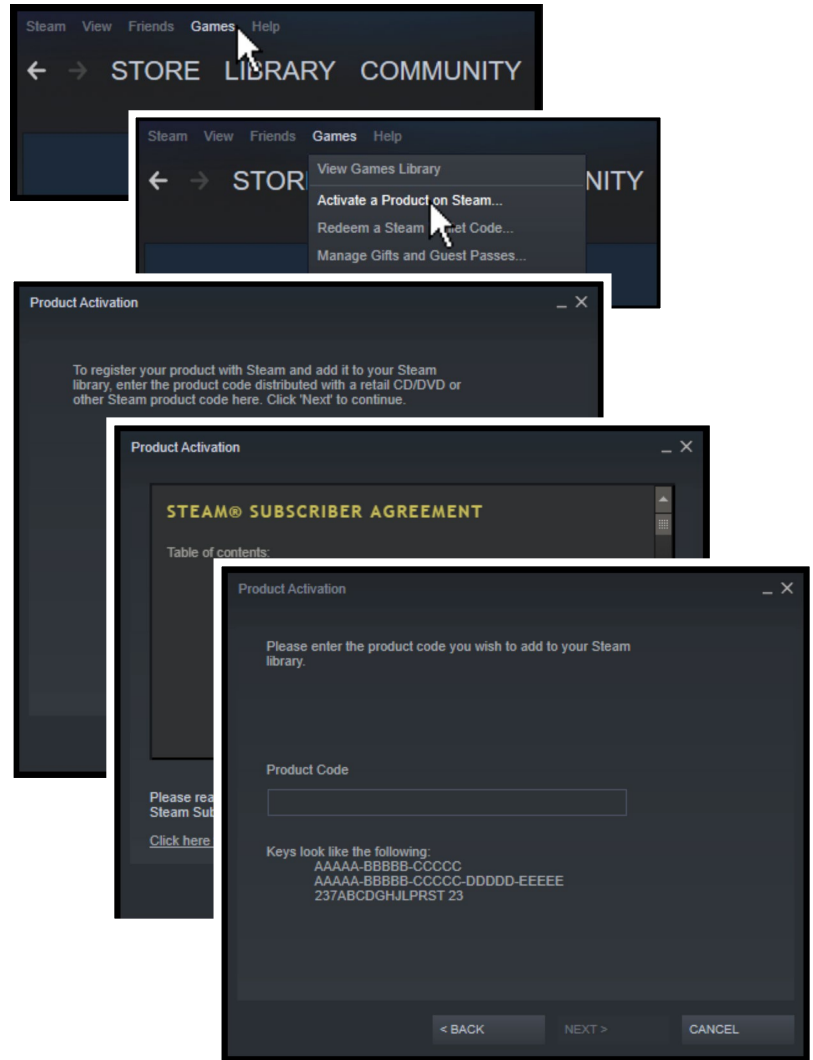 Steam View Friends Games Help
← → STORE LIBRARY COMMUNITY
Steam View Friends Games Help
← → STOR NITY
View Games Library
Activate a Product on Steam...
Redeem a Steam let Code...
Manage Gifts and Guest Passes...
Product Activation
To register your product with Steam and add it to your Steam
library, enter the product code distributed with a retail CD/DVD or
other Steam product code here. Click 'Next' to continue.
Product Activation
STEAM® SUBSCRIBER AGREEMENT
Table of contents:
Please rea
Steam Sub
Click here
Product Activation
Please enter the product code you wish to add to your Steam
library.
Product Code
Keys look like the following:
AAAAA-BBBBB-CCCCC
AAAAA-BBBBB-CCCCC-DDDDD-EEEEE
237ABCDGHJLPRST 23
< BACK NEXT > CANCEL